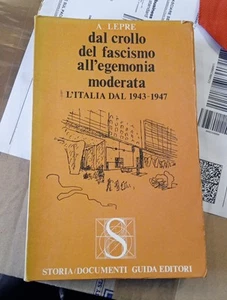 A. LEPRE
dal crollo
del fascismo
all'egemonia
moderata
L'ITALIA DAL 1943-1947
S
STORIA/DOCUMENTI GUIDA EDITORI